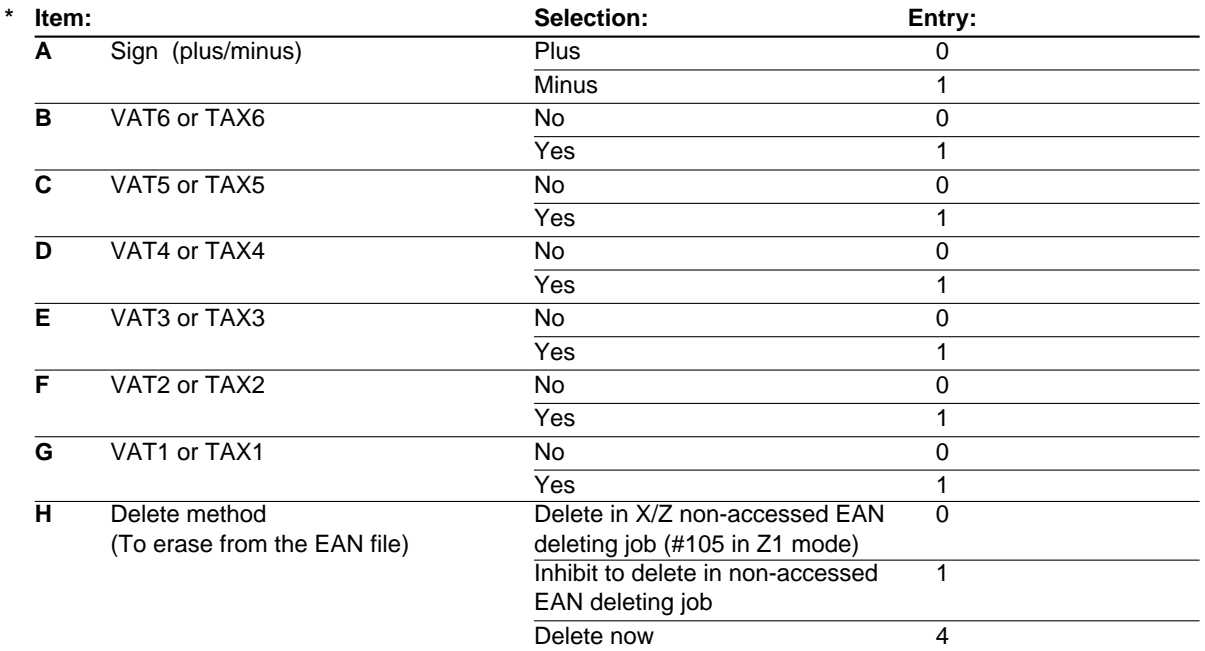 * Item: Selection: Entry:
A Sign (plus/minus) Plus 0
Minus 1
B VAT6 or TAX6 No 0
Yes 1
C VAT5 or TAX5 No 0
Yes 1
D VAT4 or TAX4 No 0
Yes 1
E VAT3 or TAX3 No 0
Yes 1
F VAT2 or TAX2 No 0
Yes 1
G VAT1 or TAX1 No 0
Yes 1
H Delete method Delete in X/Z non-accessed EAN 0
(To erase from the EAN file) deleting job (#105 in Z1 mode)
Inhibit to delete in non-accessed 1
EAN deleting job
Delete now 4